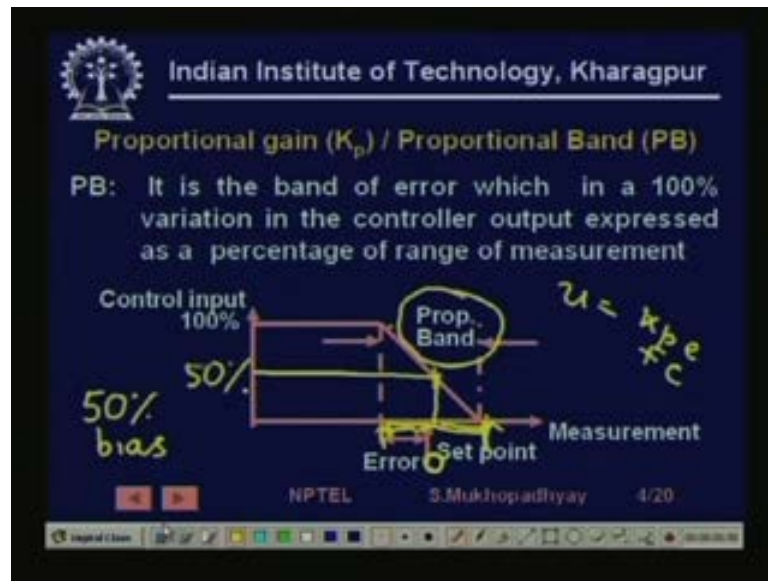 Indian Institute of Technology, Kharagpur
Proportional gain (Kp) / Proportional Band (PB)
PB: It is the band of error which in a 100%
variation in the controller output expressed
as a percentage of range of measurement
Control input
100%
Prop.
Band
u = kp e
+ c
50%
50%
bias
Measurement
Error
0
Set point
NPTEL S.Mukhopadhyay 4/20